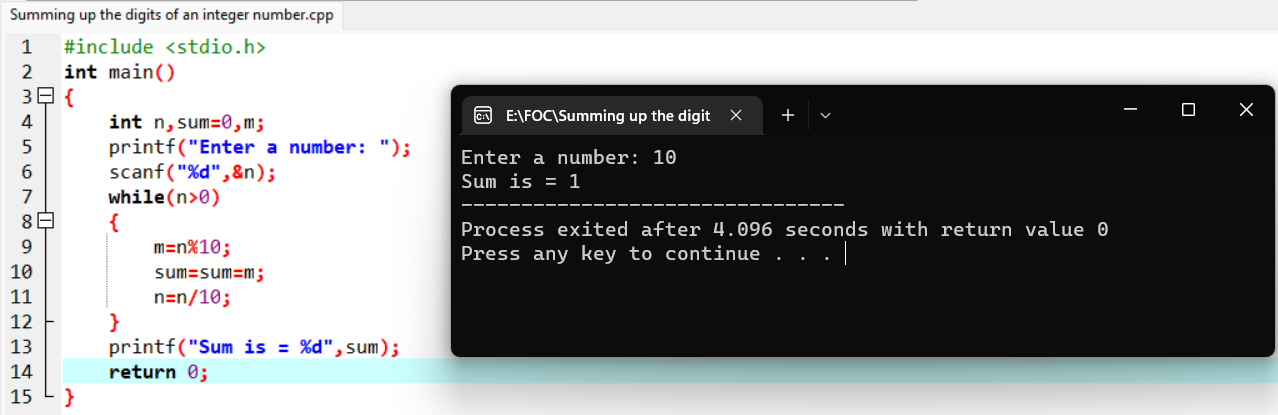 Summing up the digits of an integer number.cpp
1 #include <stdio.h>
2 int main()
3 {
4 int n,sum=0,m;
5 printf("Enter a number: ");
6 scanf("%d",&n);
7 while(n>0)
8 {
9 m=n%10;
10 sum=sum=m;
11 n=n/10;
12 }
13 printf("Sum is = %d",sum);
14 return 0;
15 }
E:\FOC\Summing up the digit
Enter a number: 10
Sum is = 1
--------------------------------
Process exited after 4.096 seconds with return value 0
Press any key to continue . . .